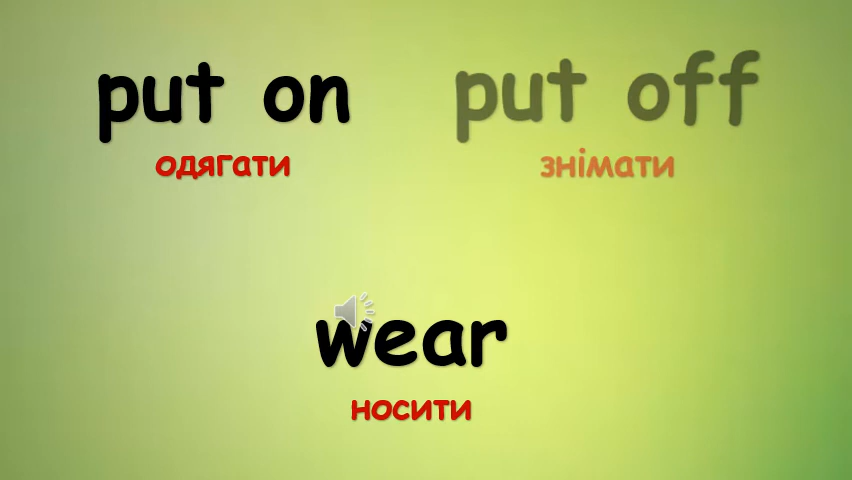 put on
put off
одягати
знімати
wear
носити